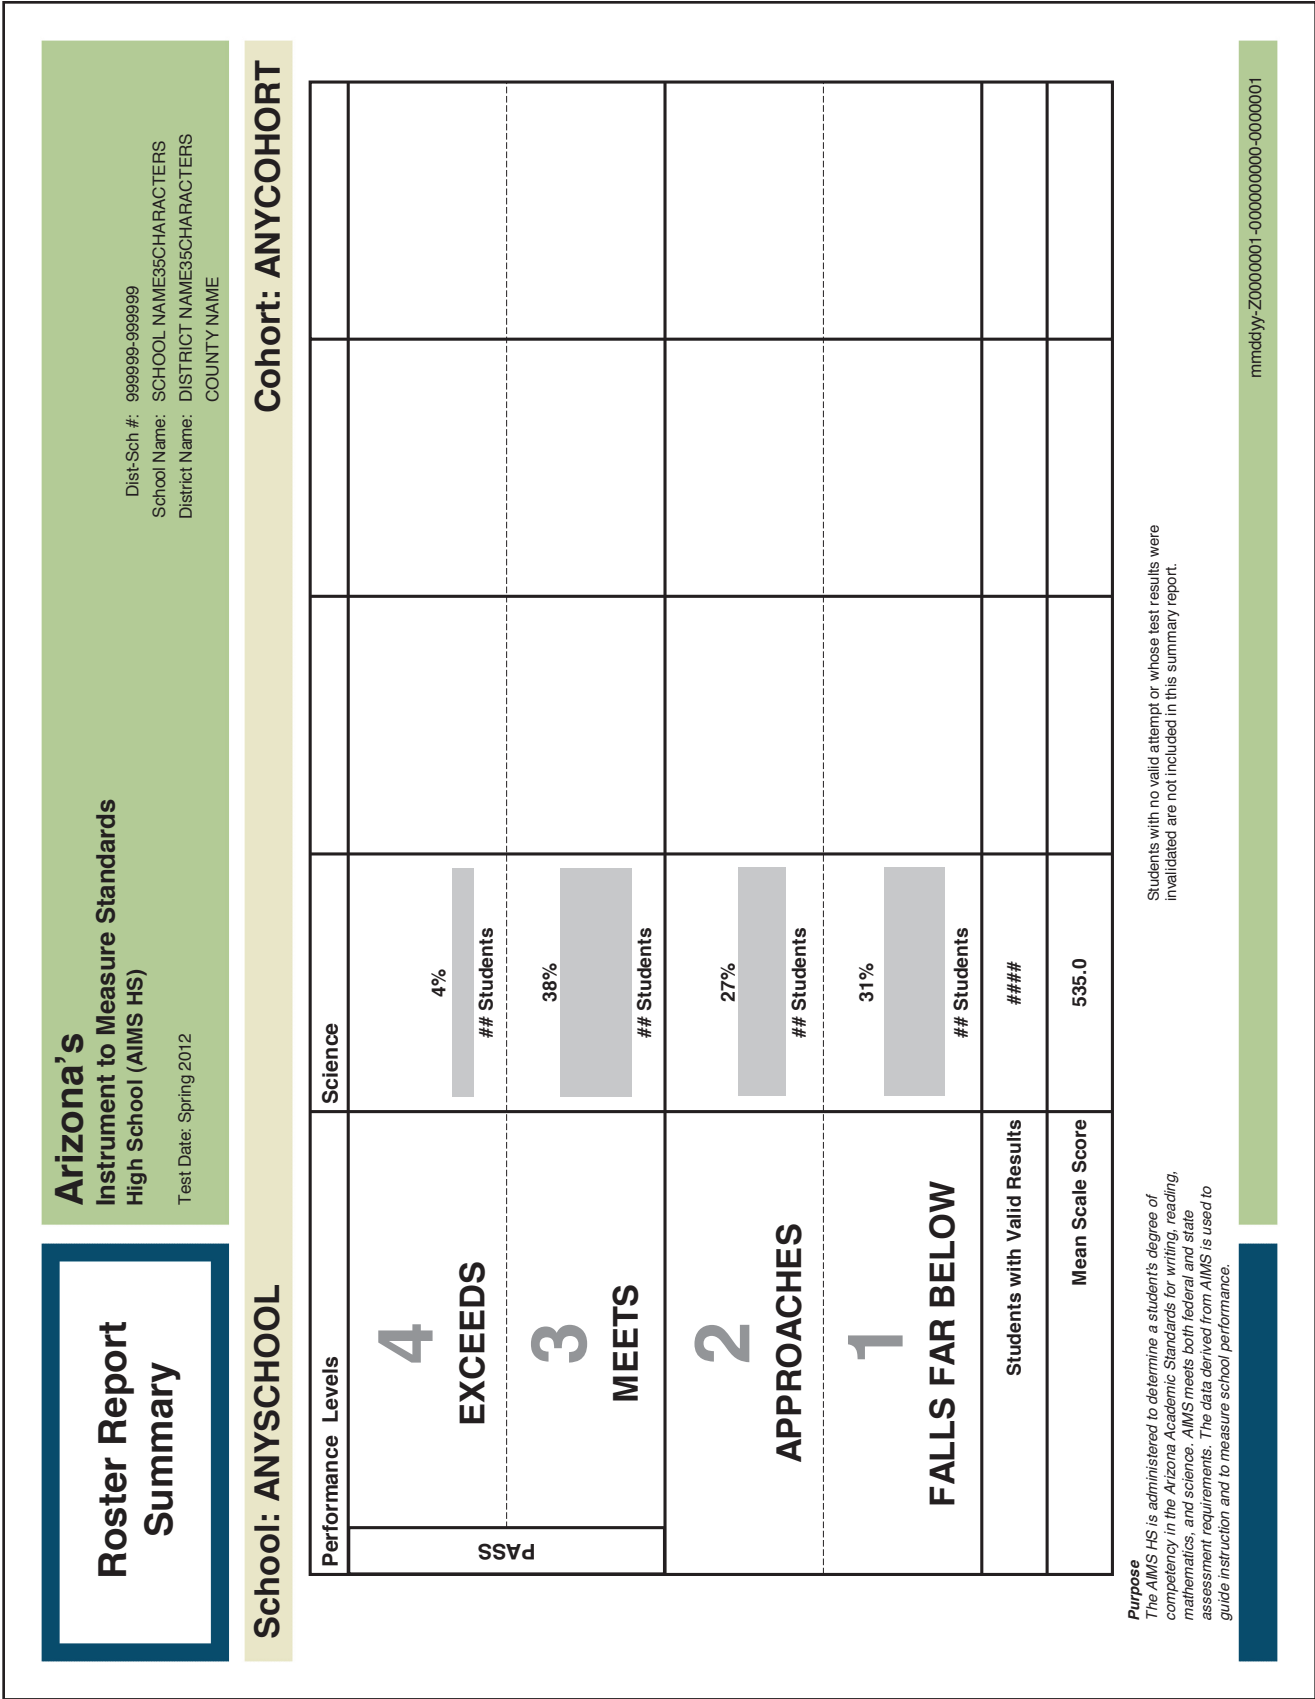 Roster Report
Summary
Arizona's
Instrument to Measure Standards
High School (AIMS HS)
Test Date: Spring 2012
Dist-Sch #: 999999-999999
School Name: SCHOOL NAME35CHARACTERS
District Name: DISTRICT NAME35CHARACTERS
COUNTY NAME
School: ANYSCHOOL
Cohort: ANYCOHORT
Performance Levels
Science
PASS
4
EXCEEDS
4%
## Students
3
MEETS
38%
## Students
2
APPROACHES
27%
## Students
1
FALLS FAR BELOW
31%
## Students
Students with Valid Results
####
Mean Scale Score
535.0
Purpose
The AIMS HS is administered to determine a student's degree of
competency in the Arizona Academic Standards for writing, reading,
mathematics, and science. AIMS meets both federal and state
assessment requirements. The data derived from AIMS is used to
guide instruction and to measure school performance.
Students with no valid attempt or whose test results were
invalidated are not included in this summary report.
mmddyy-Z0000001-000000000-0000001